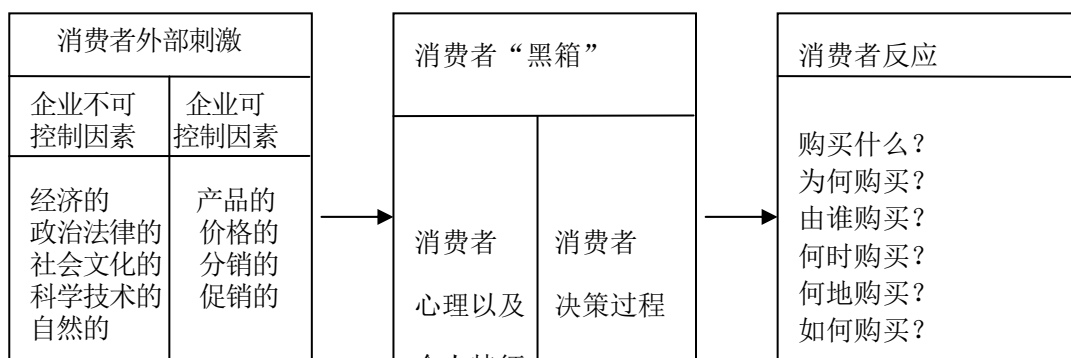 消费者外部刺激
企业不可
控制因素
企业可
控制因素
经济的
政治法律的
社会文化的
科学技术的
自然的
产品的
价格的
分销的
促销的
消费者“黑箱”
消费者
心理以及
消费者
决策过程
消费者反应
购买什么？
为何购买？
由谁购买？
何时购买？
何地购买？
如何购买？